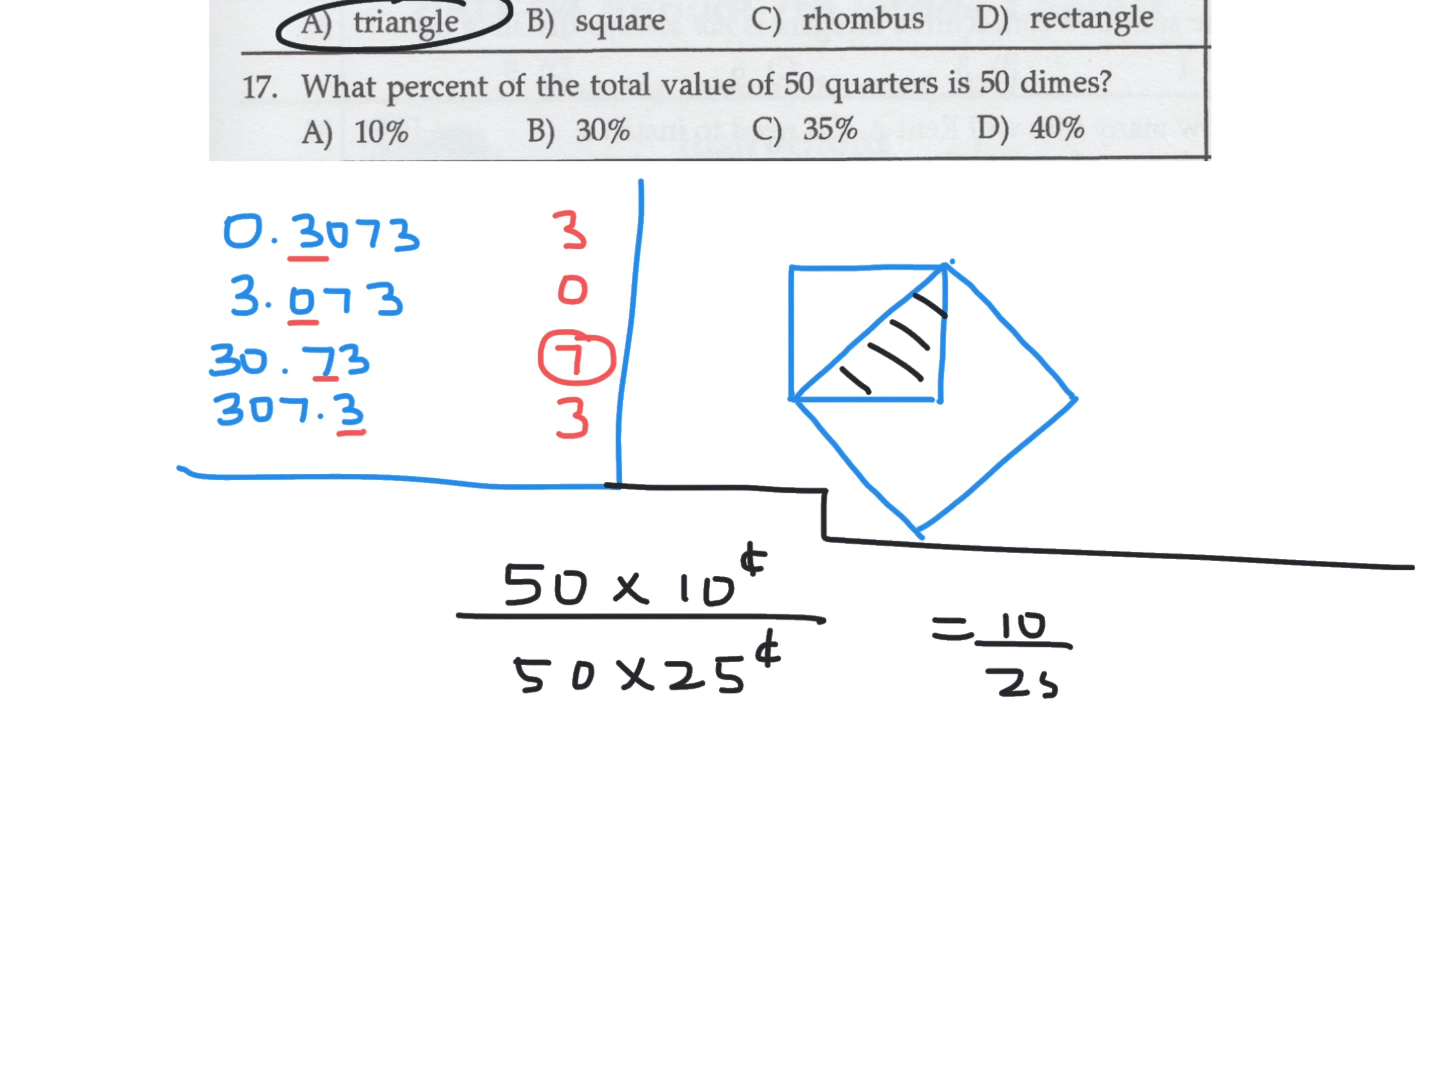 A) triangle B) square C) rhombus D) rectangle
17. What percent of the total value of 50 quarters is 50 dimes?
A) 10% B) 30% C) 35% D) 40%
0.3073 3
3.073 0
30.73 7
307.3 3
50 x 10¢
50 x 25¢
= 10
25